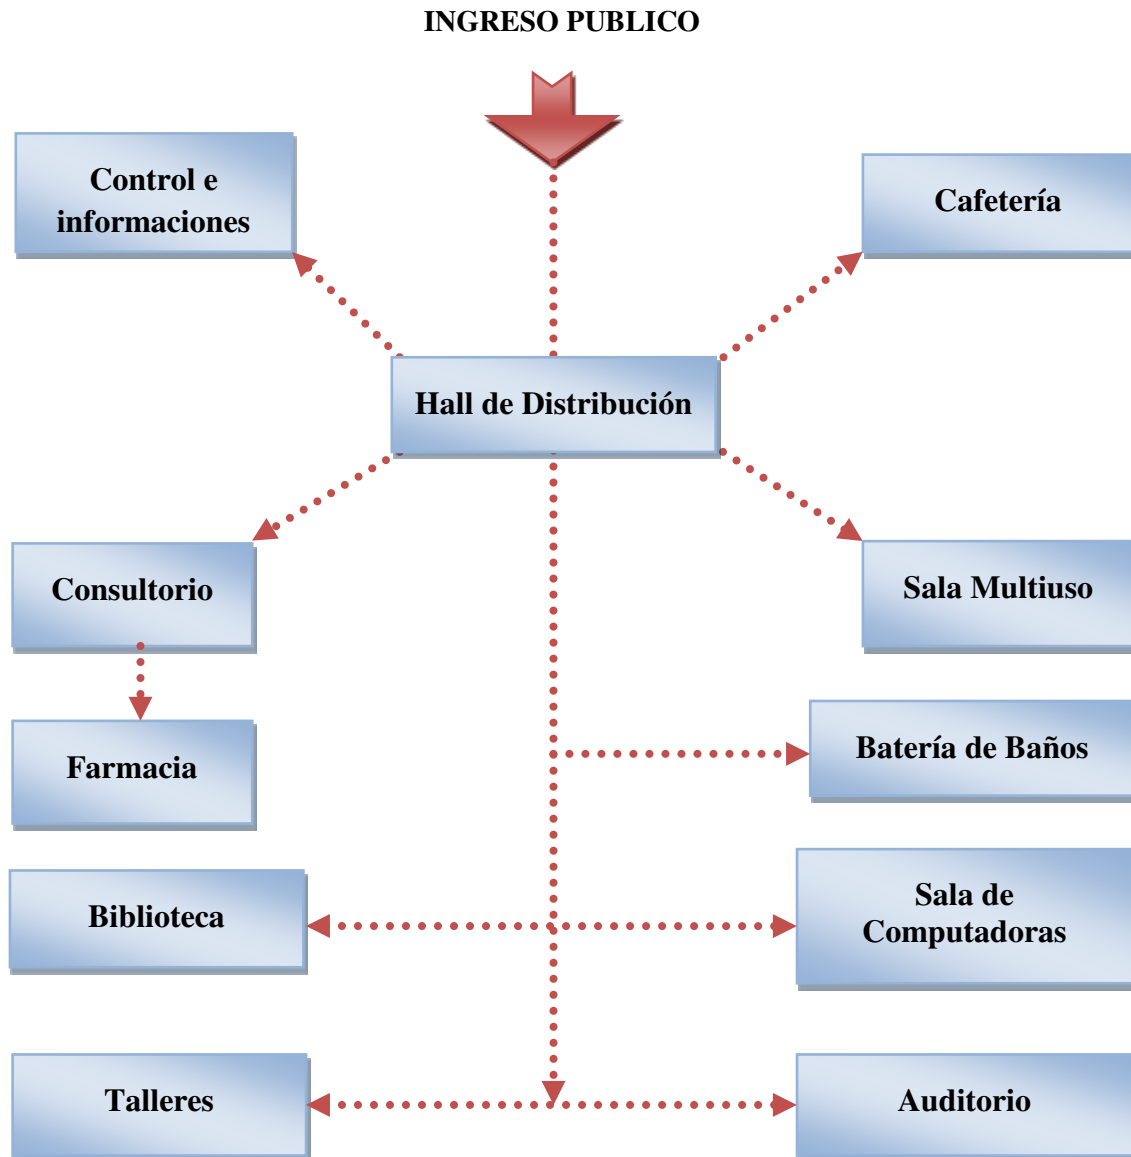 INGRESO PUBLICO
Control e
informaciones
Cafetería
Hall de Distribución
Consultorio
Sala Multiuso
Farmacia
Batería de Baños
Biblioteca
Sala de
Computadoras
Talleres
Auditorio